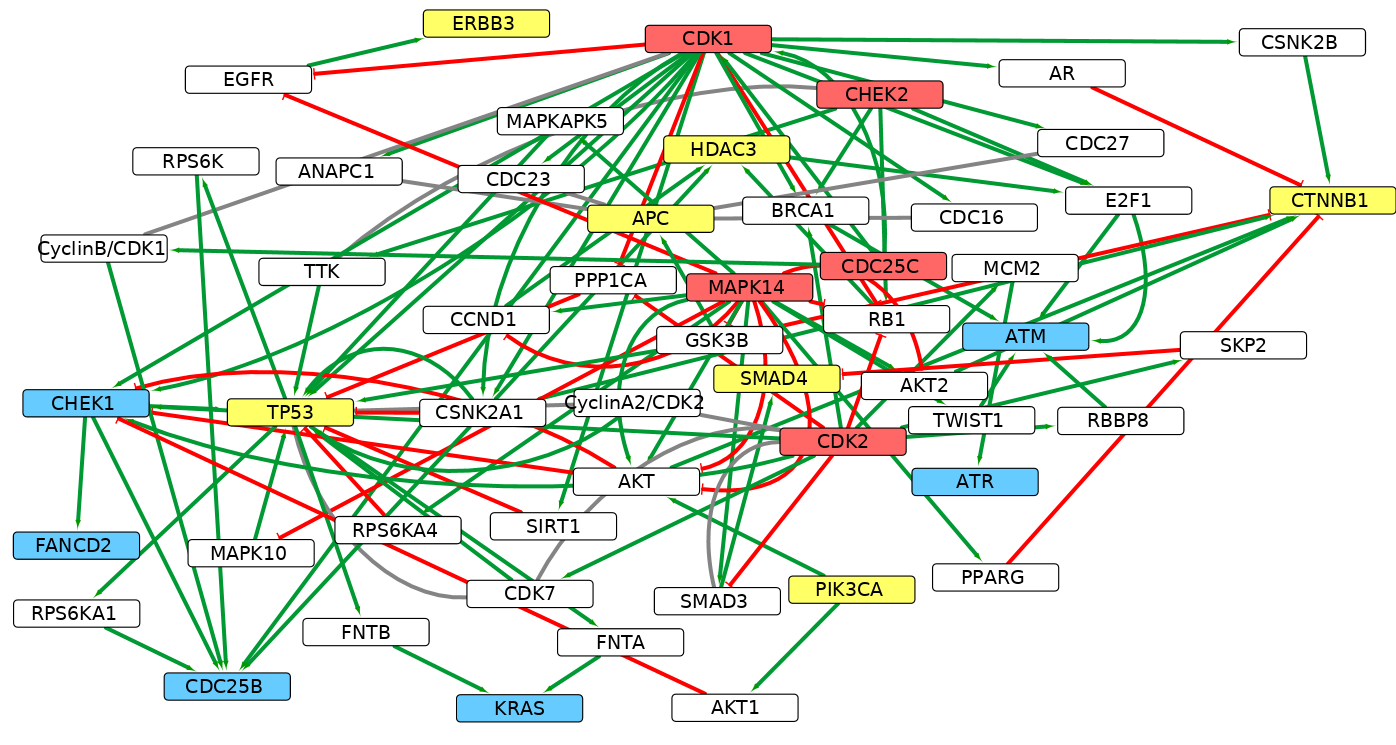 ERBB3
CDK1
CSNK2B
EGFR
AR
CHEK2
MAPKAPK5
CDC27
HDAC3
RPS6K
ANAPC1
CDC23
E2F1
CTNNB1
APC
BRCA1
CDC16
CyclinB/CDK1
TTK
CDC25C
MCM2
PPP1CA
MAPK14
CCND1
RB1
GSK3B
ATM
SKP2
SMAD4
AKT2
CHEK1
TP53
CSNK2A1
CyclinA2/CDK2
TWIST1
RBBP8
CDK2
AKT
ATR
RPS6KA4
SIRT1
FANCD2
MAPK10
PPARG
CDK7
SMAD3
PIK3CA
RPS6KA1
FNTB
FNTA
CDC25B
KRAS
AKT1